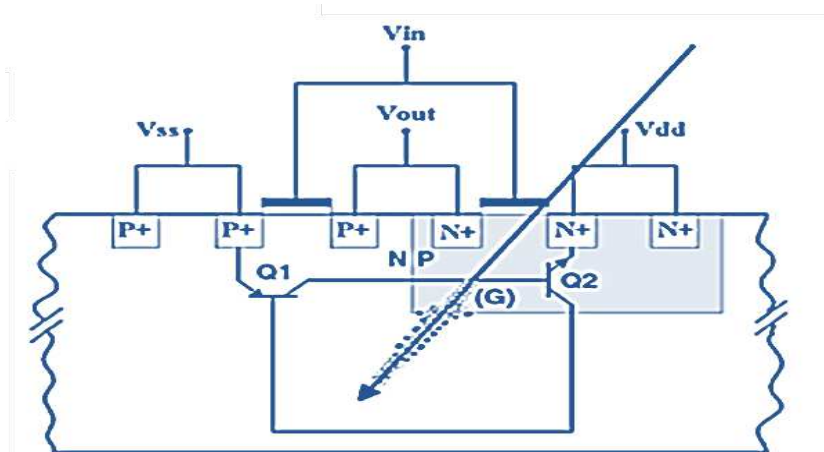 Vin
Vss
Vout
Vdd
P+
P+
P+
N+
N+
N+
N P
Q1
Q2
(G)